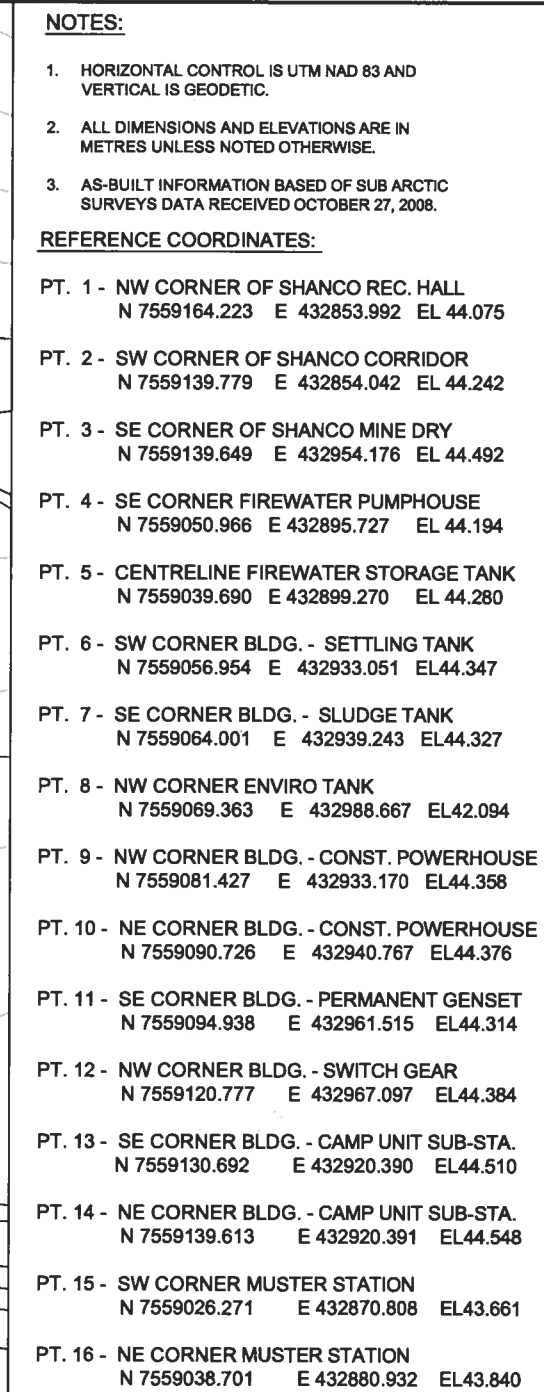 NOTES:
1. HORIZONTAL CONTROL IS UTM NAD 83 AND
VERTICAL IS GEODETIC.
2. ALL DIMENSIONS AND ELEVATIONS ARE IN
METRES UNLESS NOTED OTHERWISE.
3. AS-BUILT INFORMATION BASED OF SUB ARCTIC
SURVEYS DATA RECEIVED OCTOBER 27, 2008.
REFERENCE COORDINATES:
PT. 1 - NW CORNER OF SHANCO REC. HALL
N 7559164.223 E 432853.992 EL 44.075
PT. 2 - SW CORNER OF SHANCO CORRIDOR
N 7559139.779 E 432854.042 EL 44.242
PT. 3 - SE CORNER OF SHANCO MINE DRY
N 7559139.649 E 432954.176 EL 44.492
PT. 4 - SE CORNER FIREWATER PUMPHOUSE
N 7559050.966 E 432895.727 EL 44.194
PT. 5 - CENTRELINE FIREWATER STORAGE TANK
N 7559039.690 E 432899.270 EL 44.280
PT. 6 - SW CORNER BLDG. - SETTLING TANK
N 7559056.954 E 432933.051 EL44.347
PT. 7 - SE CORNER BLDG. - SLUDGE TANK
N 7559064.001 E 432939.243 EL44.327
PT. 8 - NW CORNER ENVIRO TANK
N 7559069.363 E 432988.667 EL42.094
PT. 9 - NW CORNER BLDG. - CONST. POWERHOUSE
N 7559081.427 E 432933.170 EL44.358
PT. 10 - NE CORNER BLDG. - CONST. POWERHOUSE
N 7559090.726 E 432940.767 EL44.376
PT. 11 - SE CORNER BLDG. - PERMANENT GENSET
N 7559094.938 E 432961.515 EL44.314
PT. 12 - NW CORNER BLDG. - SWITCH GEAR
N 7559120.777 E 432967.097 EL44.384
PT. 13 - SE CORNER BLDG. - CAMP UNIT SUB-STA.
N 7559130.692 E 432920.390 EL44.510
PT. 14 - NE CORNER BLDG. - CAMP UNIT SUB-STA.
N 7559139.613 E 432920.391 EL44.548
PT. 15 - SW CORNER MUSTER STATION
N 7559026.271 E 432870.808 EL43.661
PT. 16 - NE CORNER MUSTER STATION
N 7559038.701 E 432880.932 EL43.840